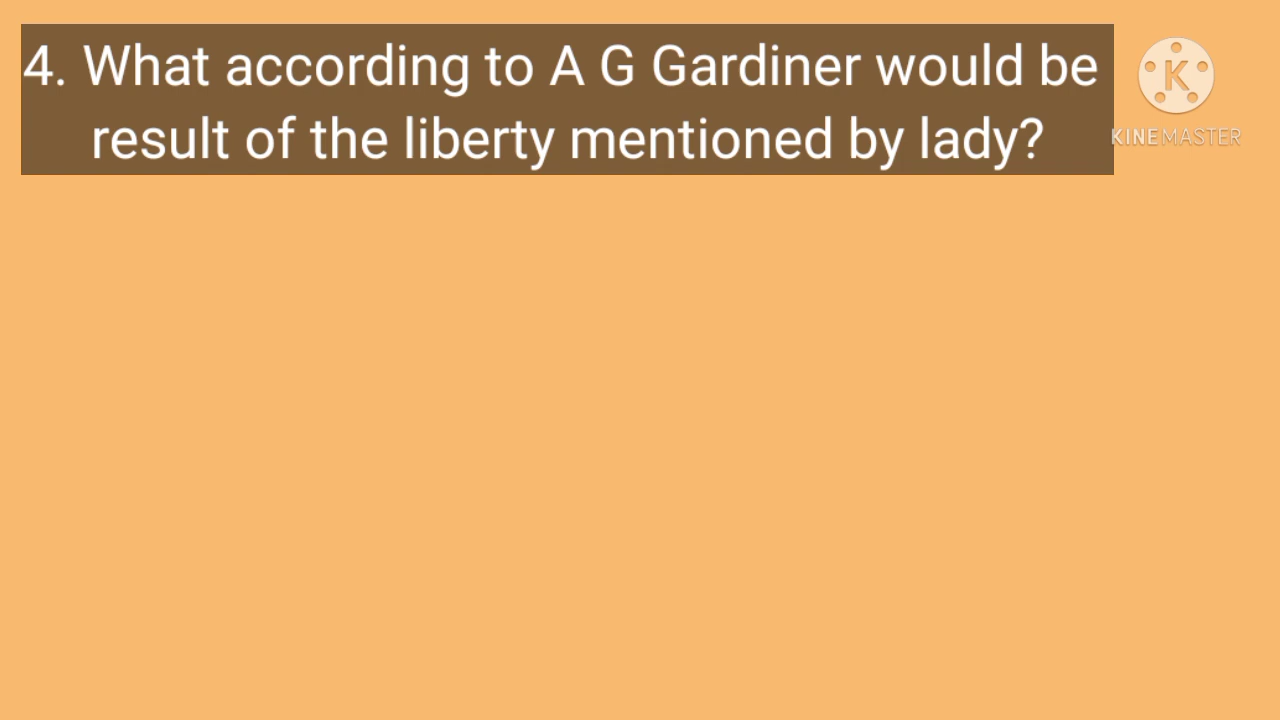 4. What according to A G Gardiner would be
result of the liberty mentioned by lady?
K
KINEMASTER